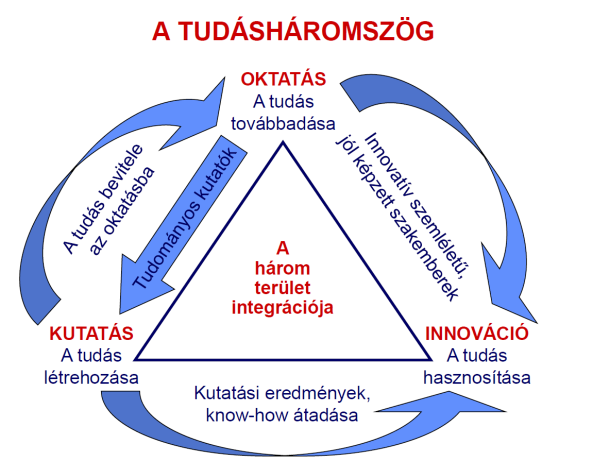 A TUDÁSHÁROMSZÖG
OKTATÁS
A tudás
továbbadása
A tudás bevitele
az oktatásba
Tudományos kutatók
Innovatív szemléletű,
jól képzett szakemberek
A
három
terület
integrációja
KUTATÁS
A tudás
létrehozása
INNOVÁCIÓ
A tudás
hasznosítása
Kutatási eredmények,
know-how átadása